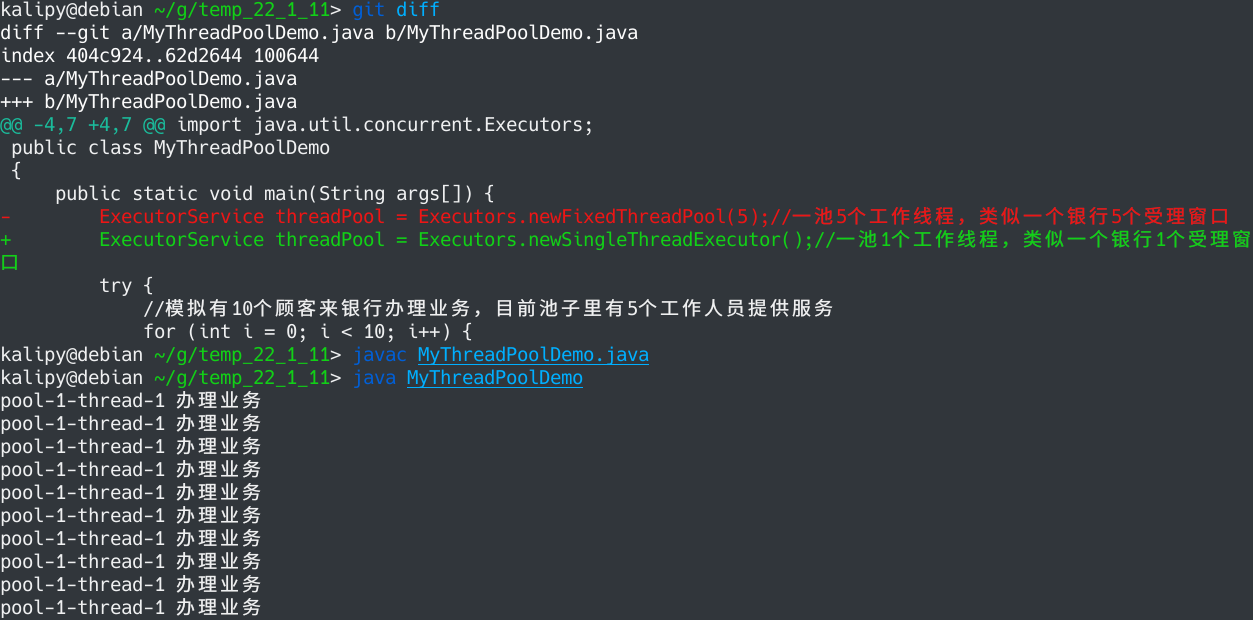 kalipy@debian ~/g/temp_22_1_11> git diff
diff --git a/MyThreadPoolDemo.java b/MyThreadPoolDemo.java
index 404c924..62d2644 100644
--- a/MyThreadPoolDemo.java
+++ b/MyThreadPoolDemo.java
@@ -4,7 +4,7 @@ import java.util.concurrent.Executors;
 public class MyThreadPoolDemo
 {
     public static void main(String args[]) {
-        ExecutorService threadPool = Executors.newFixedThreadPool(5);//一池5个工作线程，类似一个银行5个受理窗口
+        ExecutorService threadPool = Executors.newSingleThreadExecutor();//一池1个工作线程，类似一个银行1个受理窗
口
         try {
             //模拟有10个顾客来银行办理业务，目前池子里有5个工作人员提供服务
             for (int i = 0; i < 10; i++) {
kalipy@debian ~/g/temp_22_1_11> javac MyThreadPoolDemo.java
kalipy@debian ~/g/temp_22_1_11> java MyThreadPoolDemo
pool-1-thread-1 办理业务
pool-1-thread-1 办理业务
pool-1-thread-1 办理业务
pool-1-thread-1 办理业务
pool-1-thread-1 办理业务
pool-1-thread-1 办理业务
pool-1-thread-1 办理业务
pool-1-thread-1 办理业务
pool-1-thread-1 办理业务
pool-1-thread-1 办理业务